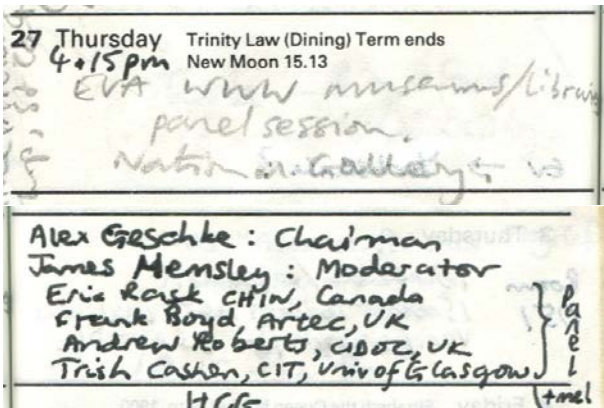 27 Thursday Trinity Law (Dining) Term ends
4.15pm New Moon 15.13
EVA WWW museums/libraries
panel session,
National Gallery
Alex Geschke: Chairman
James Hemsley: Moderator
Eric Rask CHIN, Canada
Frank Boyd, Artec, UK
Andrew Roberts, CIDOC, UK
Trish Cashen, CIT, Univ of Glasgow
Panel
+me!